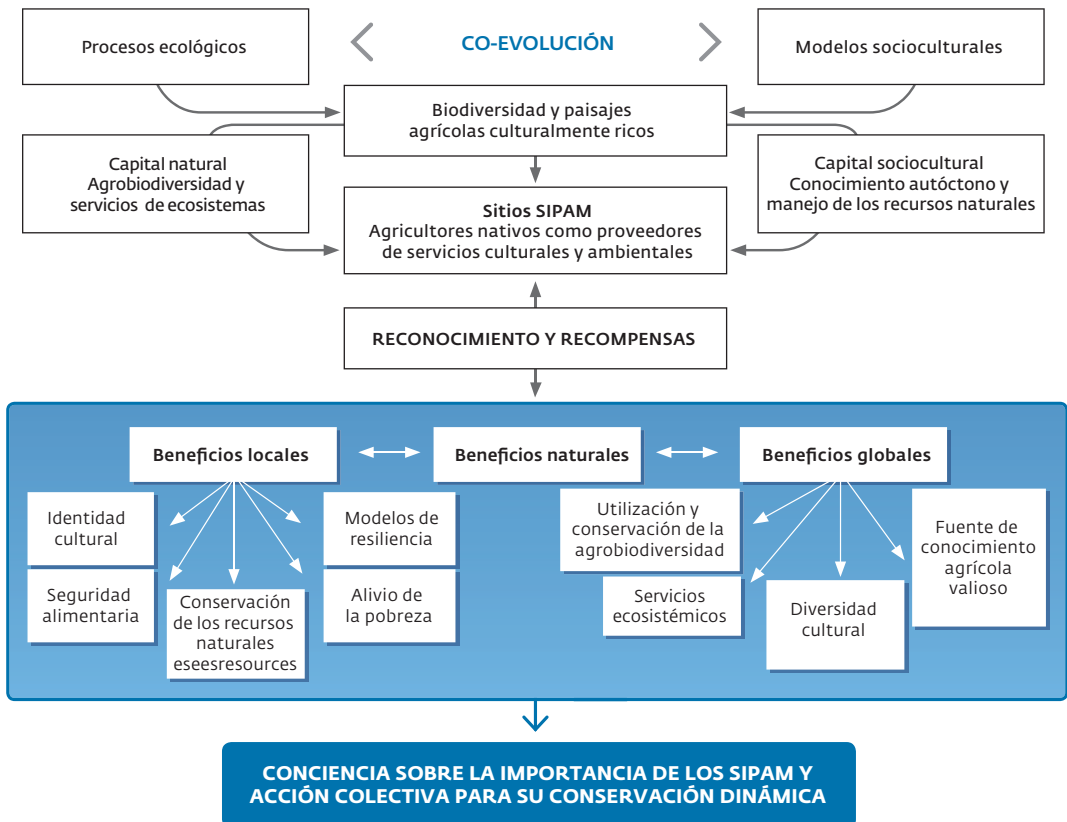 Procesos ecológicos
CO-EVOLUCIÓN
Modelos socioculturales
Biodiversidad y paisajes
agrícolas culturalmente ricos
Capital natural
Agrobiodiversidad y
servicios de ecosistemas
Capital sociocultural
Conocimiento autóctono y
manejo de los recursos naturales
Sitios SIPAM
Agricultores nativos como proveedores
de servicios culturales y ambientales
RECONOCIMIENTO Y RECOMPENSAS
Beneficios locales
Beneficios naturales
Beneficios globales
Identidad
cultural
Modelos de
resiliencia
Seguridad
alimentaria
Conservación
de los recursos
naturales
eseesresources
Alivio de
la pobreza
Utilización y
conservación de la
agrobiodiversidad
Servicios
ecosistémicos
Diversidad
cultural
Fuente de
conocimiento
agrícola
valioso
CONCIENCIA SOBRE LA IMPORTANCIA DE LOS SIPAM Y
ACCIÓN COLECTIVA PARA SU CONSERVACIÓN DINÁMICA